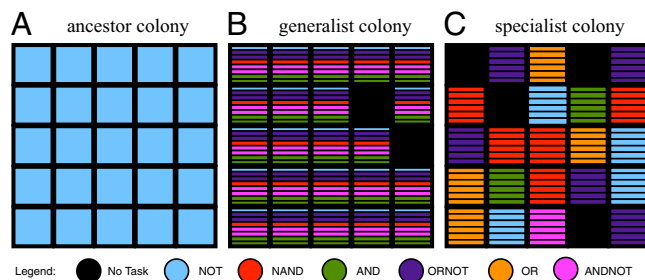 A ancestor colony B generalist colony C specialist colony
Legend: No Task NOT NAND AND ORNOT OR ANDNOT